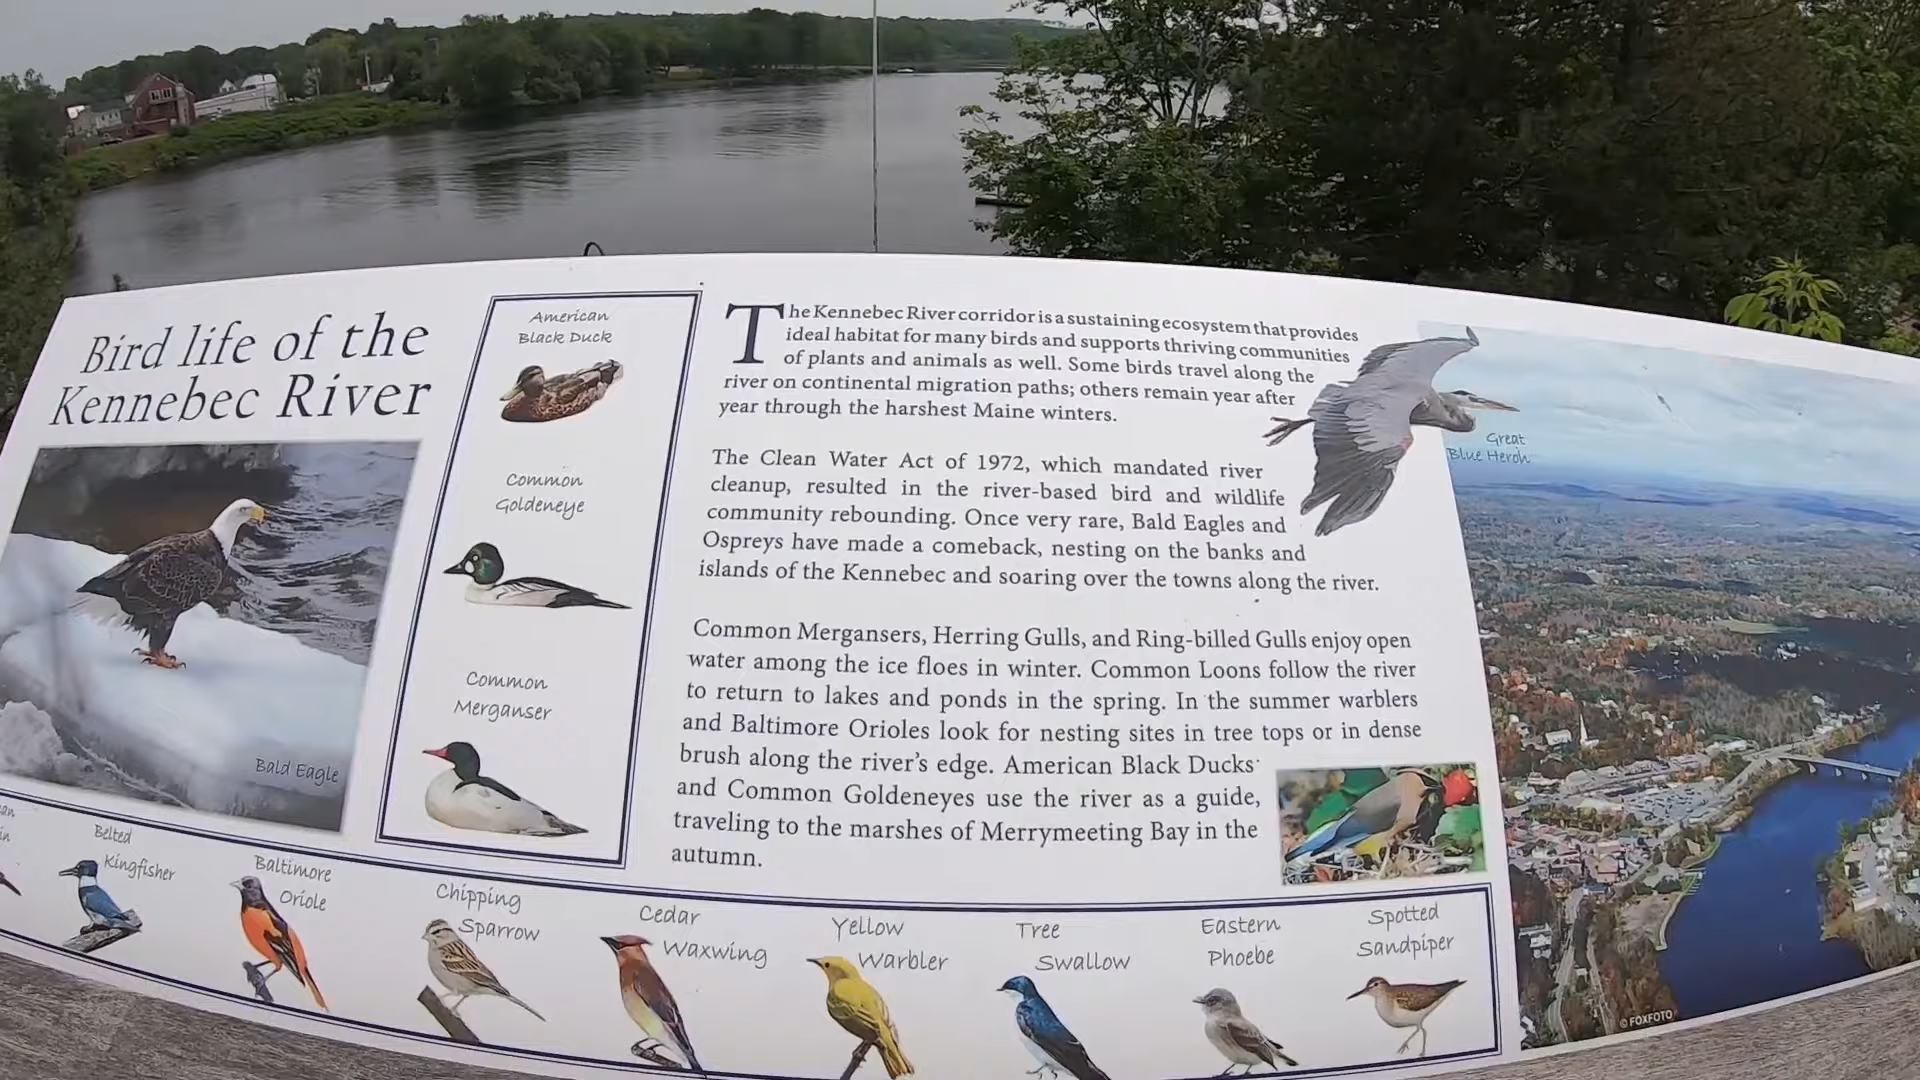 Bird life of the
Kennebec River
Bald Eagle
American
Black Duck
Common
Goldeneye
Common
Merganser
The Kennebec River corridor is a sustaining ecosystem that provides
ideal habitat for many birds and supports thriving communities
of plants and animals as well. Some birds travel along the
river on continental migration paths; others remain year after
year through the harshest Maine winters.
The Clean Water Act of 1972, which mandated river
cleanup, resulted in the river-based bird and wildlife
community rebounding. Once very rare, Bald Eagles and
Ospreys have made a comeback, nesting on the banks and
islands of the Kennebec and soaring over the towns along the river.
Common Mergansers, Herring Gulls, and Ring-billed Gulls enjoy open
water among the ice floes in winter. Common Loons follow the river
to return to lakes and ponds in the spring. In the summer warblers
and Baltimore Orioles look for nesting sites in tree tops or in dense
brush along the river's edge. American Black Ducks
and Common Goldeneyes use the river as a guide,
traveling to the marshes of Merrymeeting Bay in the
autumn.
Great
Blue Heron
Belted
Kingfisher
Baltimore
Oriole
Chipping
Sparrow
Cedar
Waxwing
Yellow
Warbler
Tree
Swallow
Eastern
Phoebe
Spotted
Sandpiper
© FOXFOTO